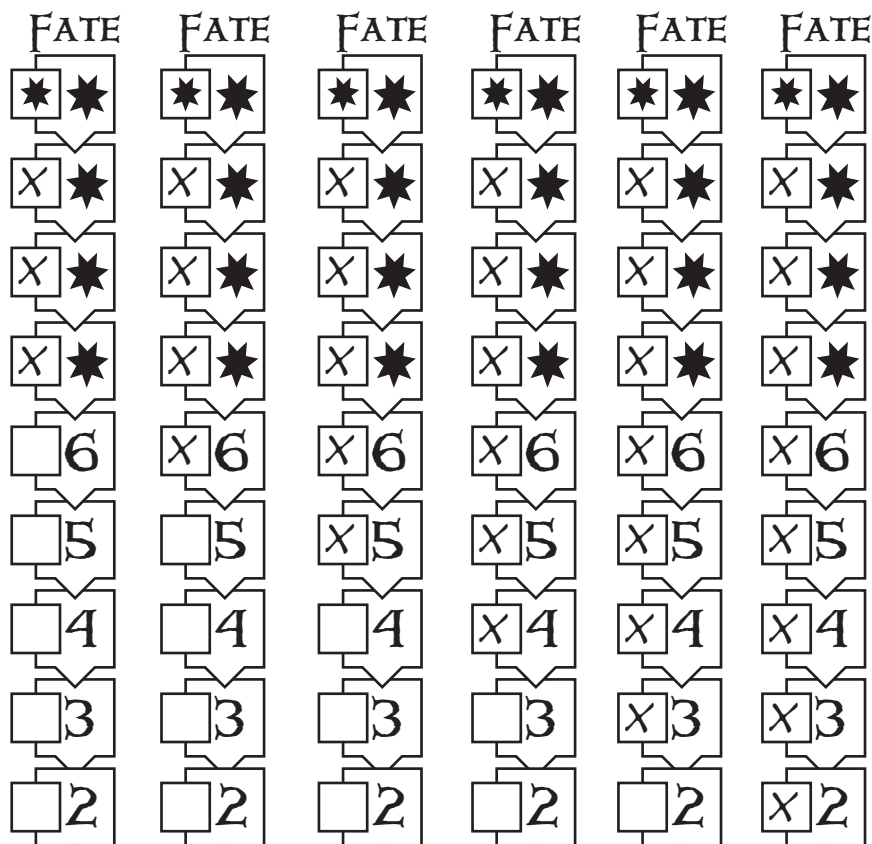 FATE FATE FATE FATE FATE FATE
X X X X X X
X X X X X X
X X X X X X
6 X 6 X 6 X 6 X 6 X 6
5 5 X 5 X 5 X 5 X 5
4 4 4 X 4 X 4 X 4
3 3 3 3 X 3 X 3
2 2 2 2 2 X 2